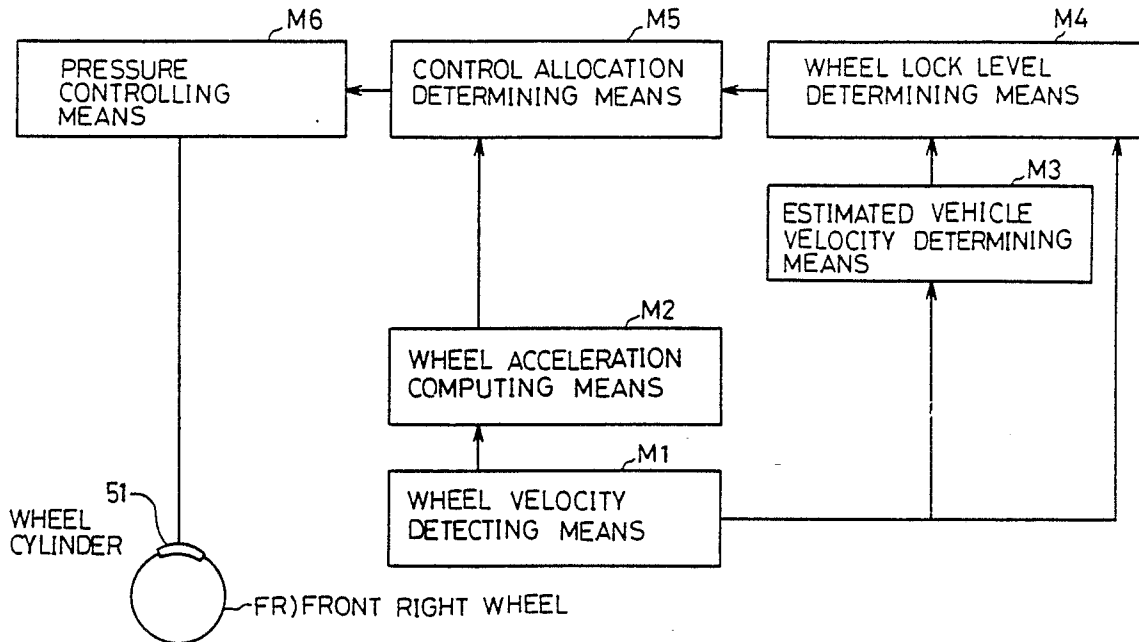 M6
M5
M4
PRESSURE
CONTROLLING
MEANS
CONTROL ALLOCATION
DETERMINING MEANS
WHEEL LOCK LEVEL
DETERMINING MEANS
M3
ESTIMATED VEHICLE
VELOCITY DETERMINING
MEANS
M2
WHEEL ACCELERATION
COMPUTING MEANS
M1
WHEEL VELOCITY
DETECTING MEANS
51
WHEEL
CYLINDER
FR)FRONT RIGHT WHEEL